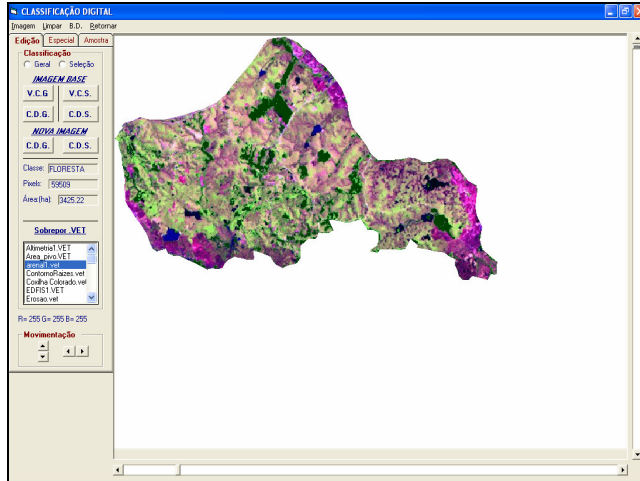 CLASSIFICAÇÃO DIGITAL
Imagem Limpar B.D. Retornar
Edição Especial Amostra
Classificação
Geral Seleção
IMAGEM BASE
V.C.G V.C.S.
C.D.G. C.D.S.
NOVA IMAGEM
C.D.G. C.D.S.
Classe: FLORESTA
Pixels: 59509
Área:(ha): 3425.22
Sobrepor .VET
Altimetria1.VET
Area_pivo.VET
arenal1.vet
ContornoRaizes.vet
Coxilha Colorado.vet
EDFIS1.VET
Erosao.vet
R= 255 G= 255 B= 255
Movimentação